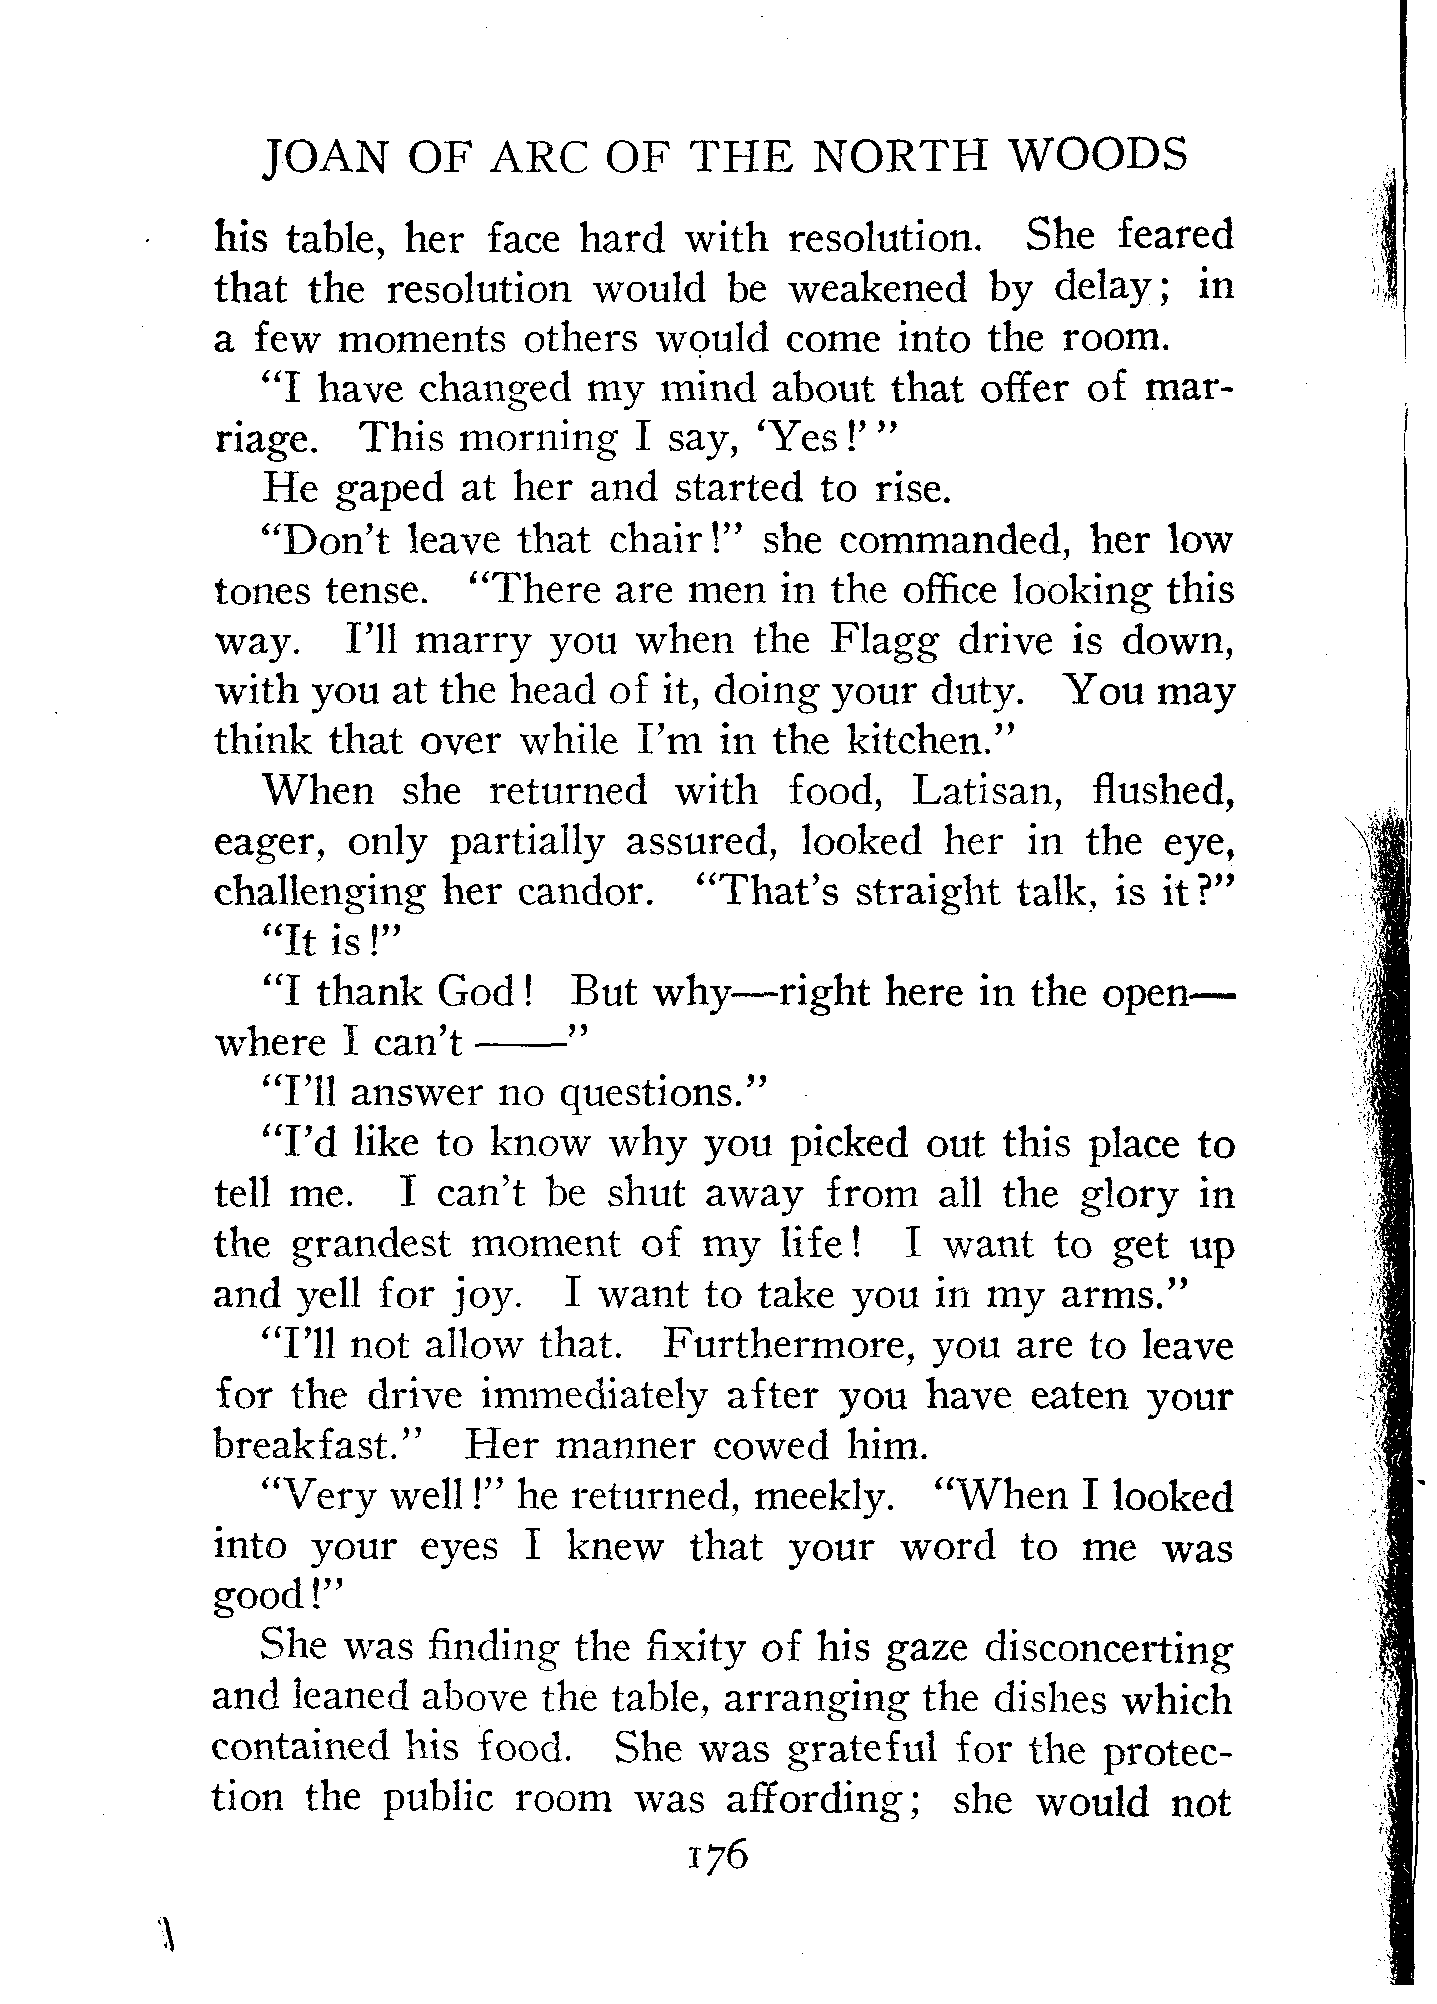 JOAN OF ARC OF THE NORTH WOODS
his table, her face hard with resolution. She feared
that the resolution would be weakened by delay; in
a few moments others would come into the room.
"I have changed my mind about that offer of mar-
riage. This morning I say, 'Yes!'"
He gaped at her and started to rise.
"Don't leave that chair!" she commanded, her low
tones tense. "There are men in the office looking this
way. I'll marry you when the Flagg drive is down,
with you at the head of it, doing your duty. You may
think that over while I'm in the kitchen."
When she returned with food, Latisan, flushed,
eager, only partially assured, looked her in the eye,
challenging her candor. "That's straight talk, is it?"
"It is!"
"I thank God! But why—right here in the open—
where I can't ——"
"I'll answer no questions."
"I'd like to know why you picked out this place to
tell me. I can't be shut away from all the glory in
the grandest moment of my life! I want to get up
and yell for joy. I want to take you in my arms."
"I'll not allow that. Furthermore, you are to leave
for the drive immediately after you have eaten your
breakfast." Her manner cowed him.
"Very well!" he returned, meekly. "When I looked
into your eyes I knew that your word to me was
good!"
She was finding the fixity of his gaze disconcerting
and leaned above the table, arranging the dishes which
contained his food. She was grateful for the protec-
tion the public room was affording; she would not
176